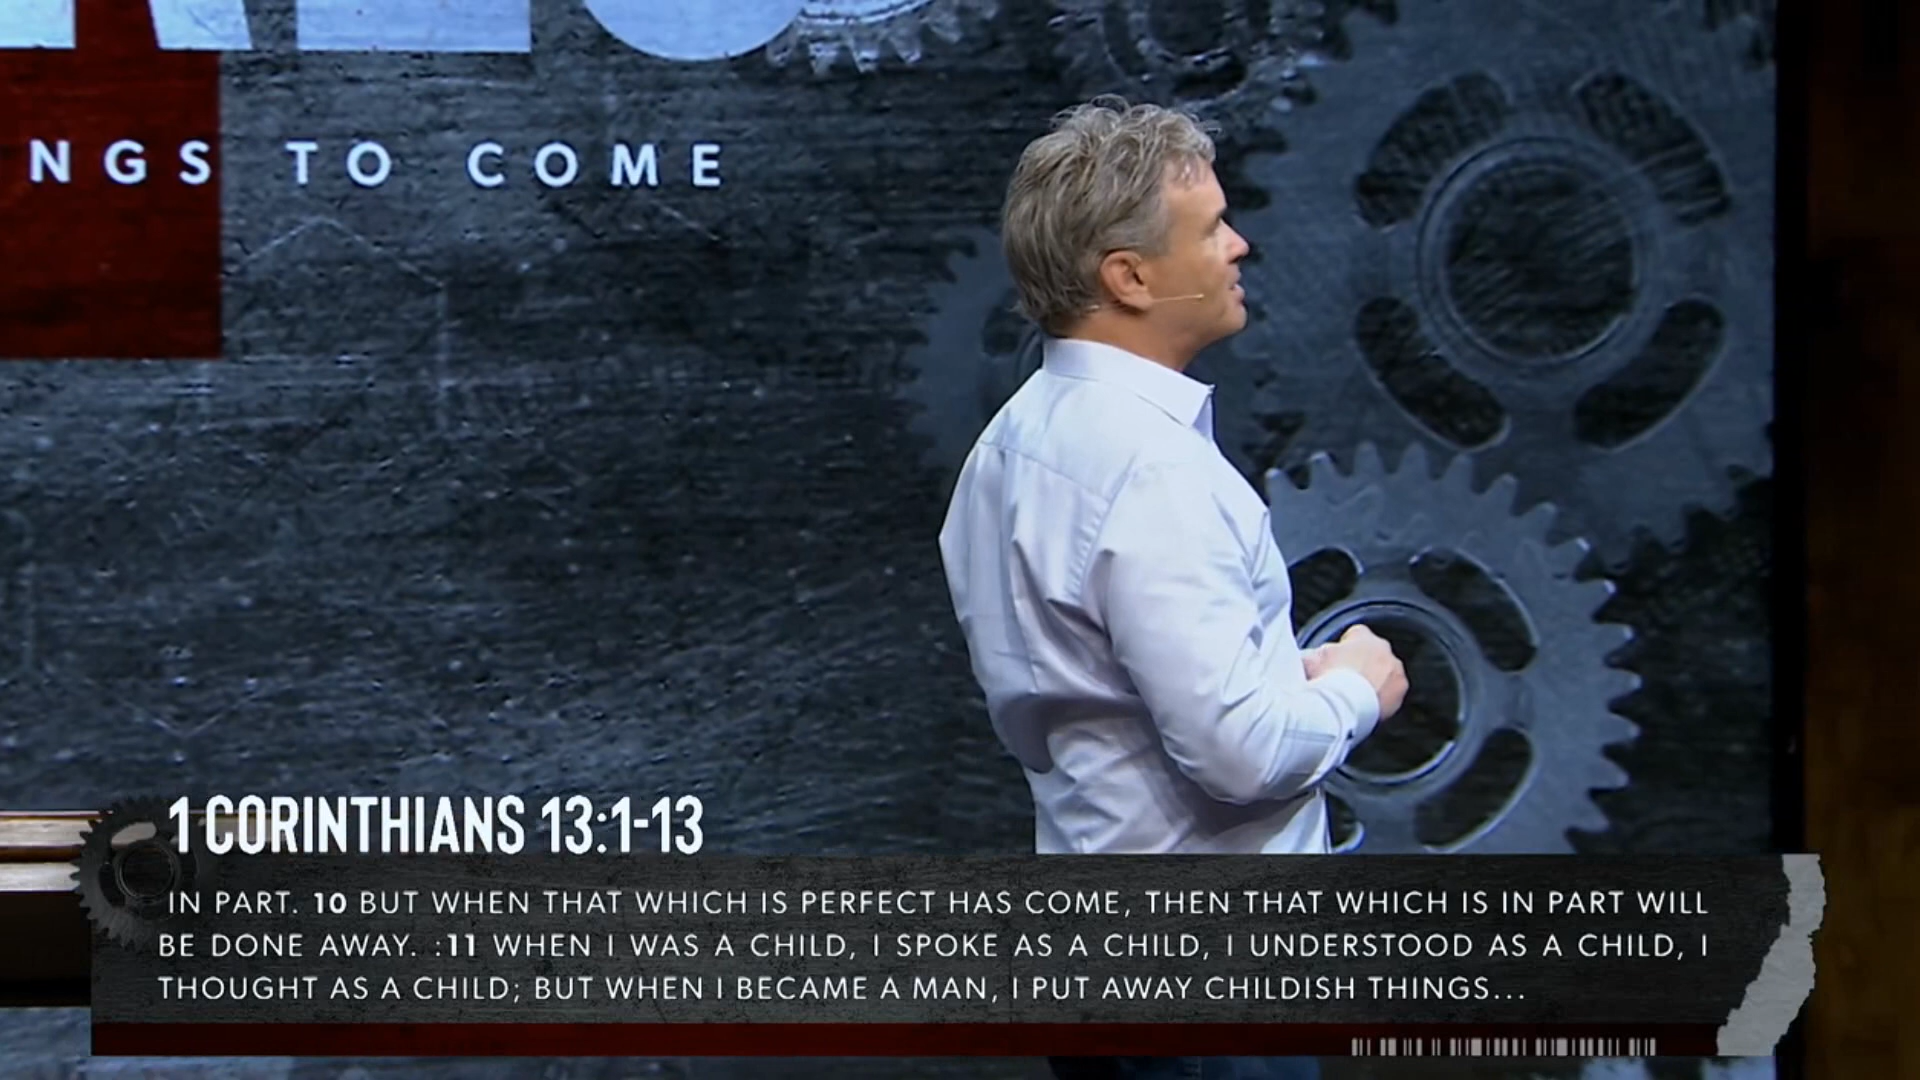 NGS TO COME
1 CORINTHIANS 13:1-13
IN PART. 10 BUT WHEN THAT WHICH IS PERFECT HAS COME, THEN THAT WHICH IS IN PART WILL
BE DONE AWAY. :11 WHEN I WAS A CHILD, I SPOKE AS A CHILD, I UNDERSTOOD AS A CHILD, I
THOUGHT AS A CHILD; BUT WHEN I BECAME A MAN, I PUT AWAY CHILDISH THINGS...